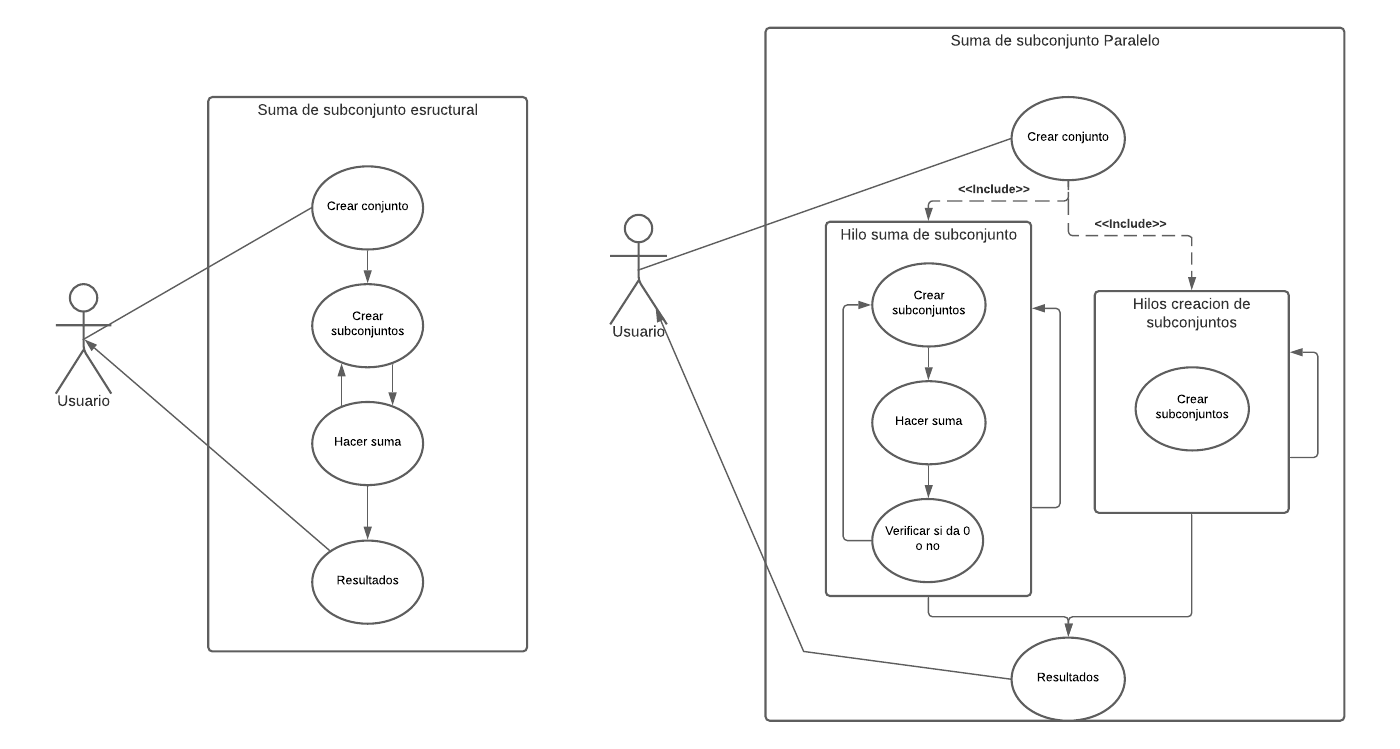 Suma de subconjunto esructural
Crear conjunto
Crear
subconjuntos
Hacer suma
Resultados
Usuario
Suma de subconjunto Paralelo
Crear conjunto
<<Include>>
<<Include>>
Hilo suma de subconjunto
Crear
subconjuntos
Hacer suma
Verificar si da 0
o no
Hilos creacion de
subconjuntos
Crear
subconjuntos
Resultados
Usuario